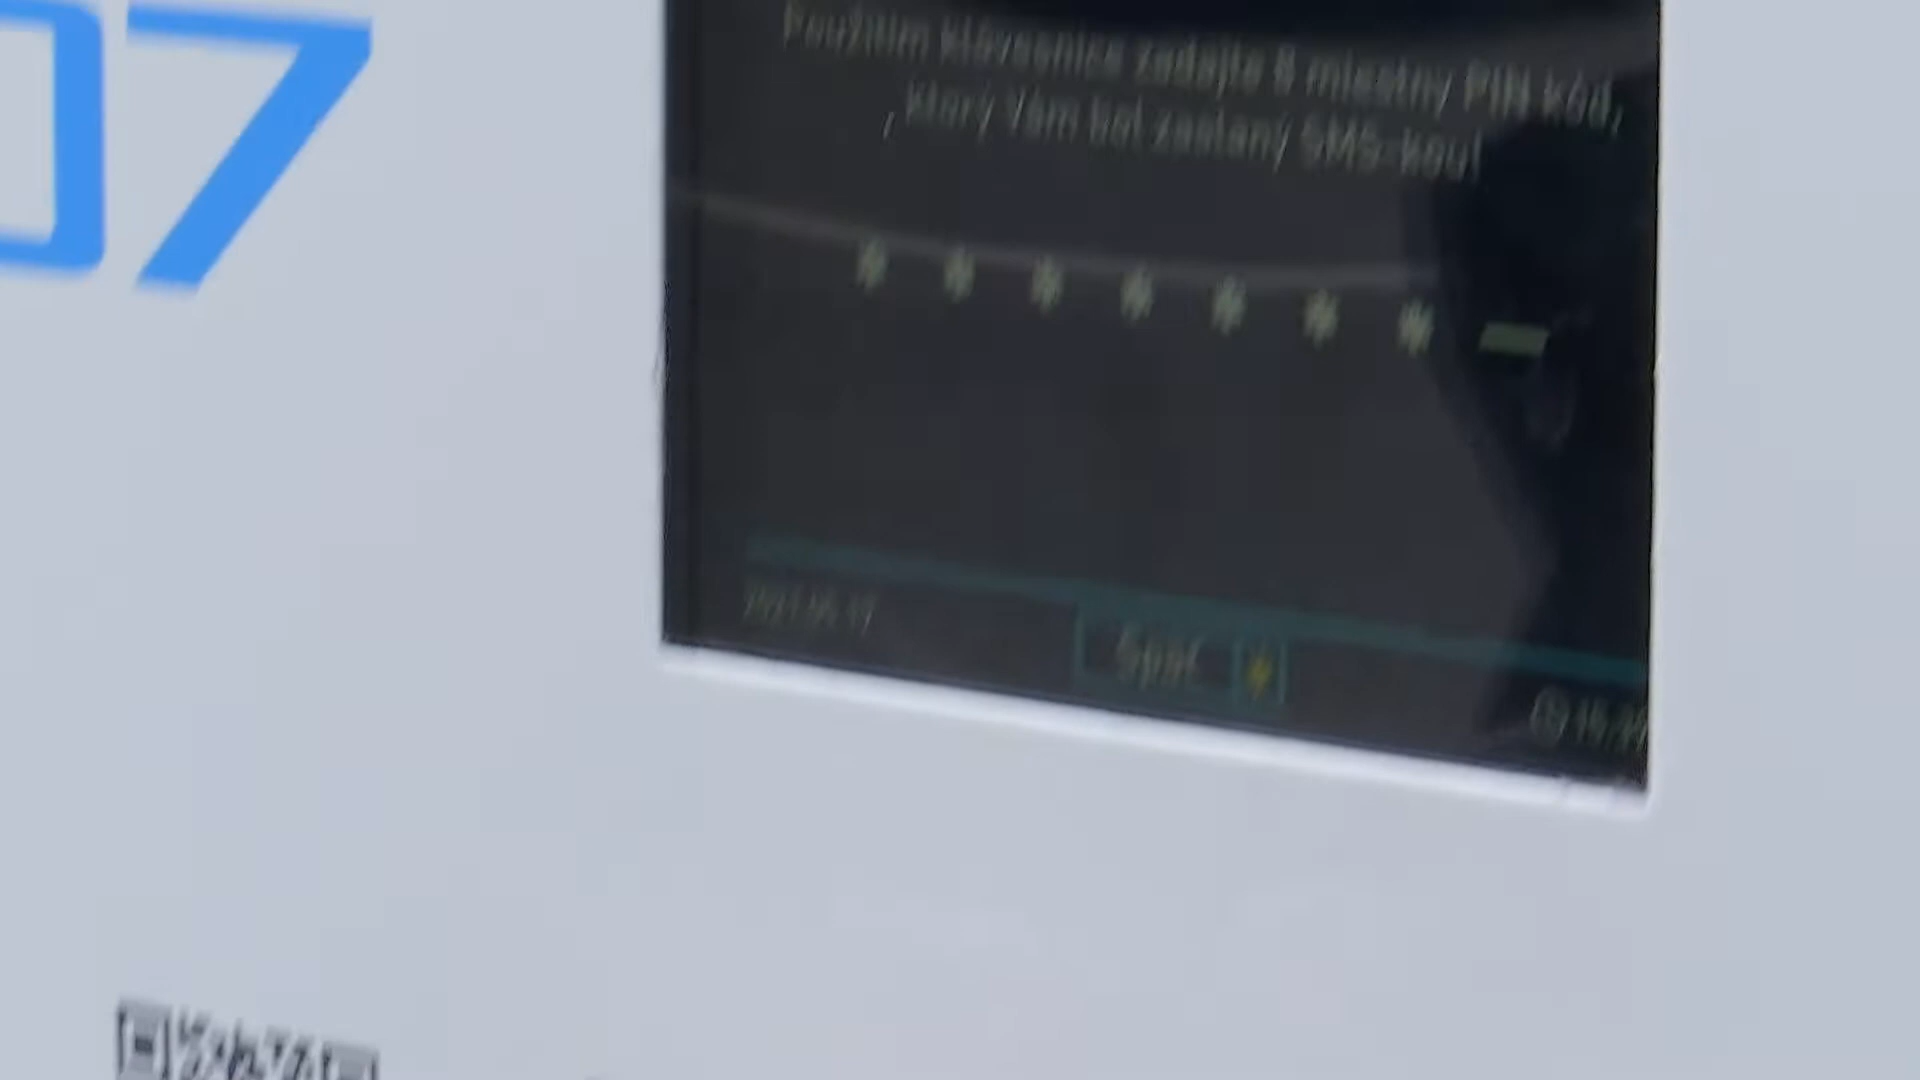 07
Použitím klávesnice zadajte 8 miestny PIN kód,
, ktorý Vám bol zaslaný SMS-kou!
* * * * * * * _
Späť